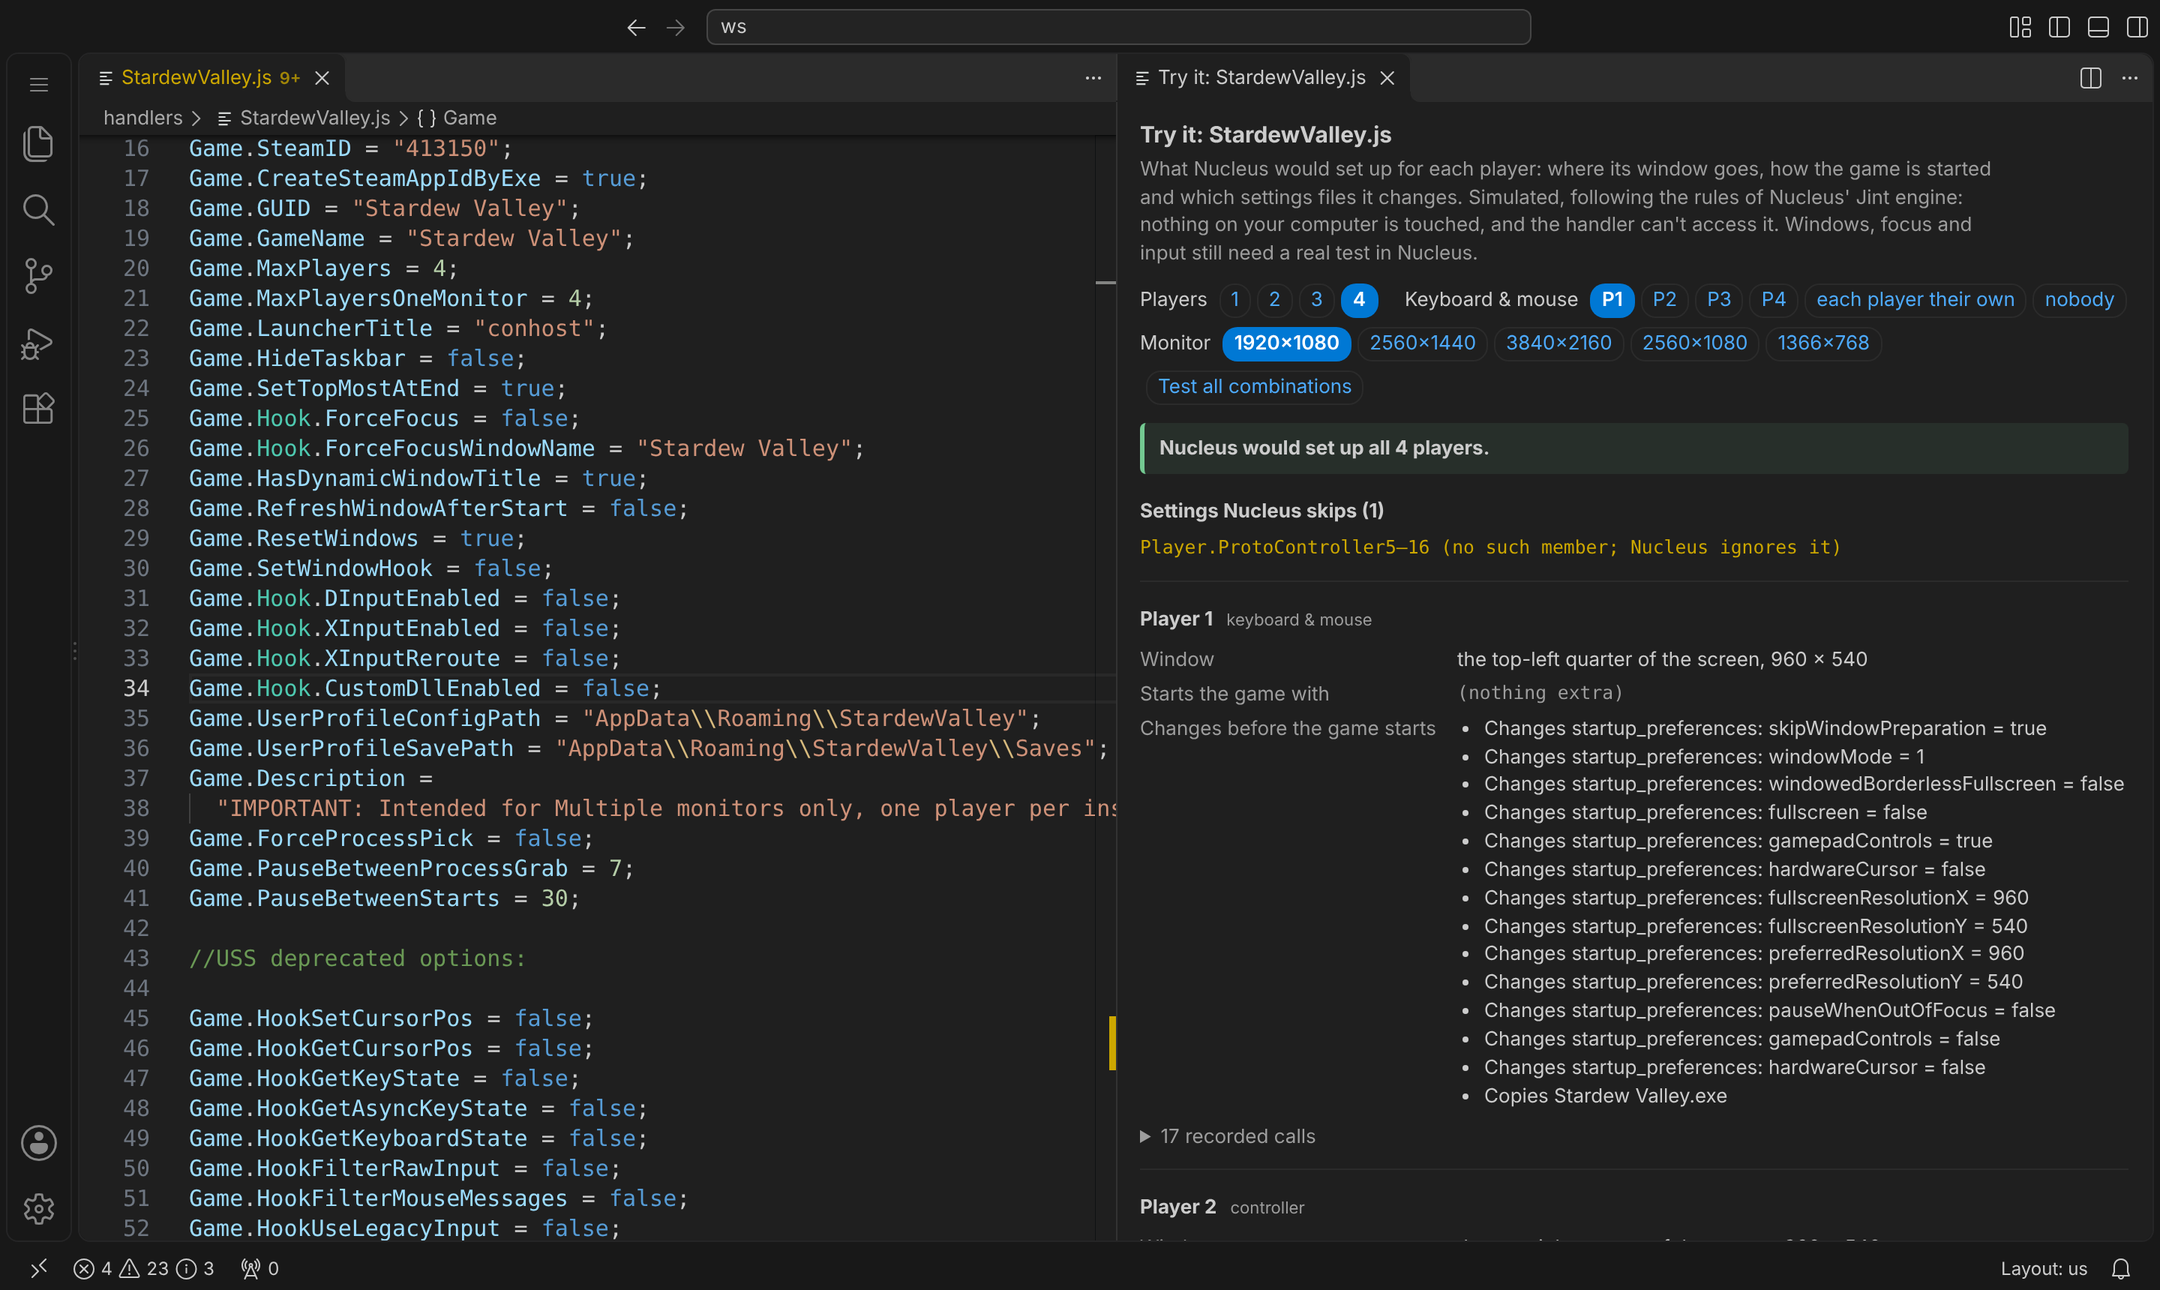 ws
StardewValley.js 9+
handlers > StardewValley.js > {} Game
16 Game.SteamID = "413150";
17 Game.CreateSteamAppIdByExe = true;
18 Game.GUID = "Stardew Valley";
19 Game.GameName = "Stardew Valley";
20 Game.MaxPlayers = 4;
21 Game.MaxPlayersOneMonitor = 4;
22 Game.LauncherTitle = "conhost";
23 Game.HideTaskbar = false;
24 Game.SetTopMostAtEnd = true;
25 Game.Hook.ForceFocus = false;
26 Game.Hook.ForceFocusWindowName = "Stardew Valley";
27 Game.HasDynamicWindowTitle = true;
28 Game.RefreshWindowAfterStart = false;
29 Game.ResetWindows = true;
30 Game.SetWindowHook = false;
31 Game.Hook.DInputEnabled = false;
32 Game.Hook.XInputEnabled = false;
33 Game.Hook.XInputReroute = false;
34 Game.Hook.CustomDllEnabled = false;
35 Game.UserProfileConfigPath = "AppData\\Roaming\\StardewValley";
36 Game.UserProfileSavePath = "AppData\\Roaming\\StardewValley\\Saves";
37 Game.Description =
38 "IMPORTANT: Intended for Multiple monitors only, one player per ins
39 Game.ForceProcessPick = false;
40 Game.PauseBetweenProcessGrab = 7;
41 Game.PauseBetweenStarts = 30;
42
43 //USS deprecated options:
44
45 Game.HookSetCursorPos = false;
46 Game.HookGetCursorPos = false;
47 Game.HookGetKeyState = false;
48 Game.HookGetAsyncKeyState = false;
49 Game.HookGetKeyboardState = false;
50 Game.HookFilterRawInput = false;
51 Game.HookFilterMouseMessages = false;
52 Game.HookUseLegacyInput = false;
Try it: StardewValley.js
Try it: StardewValley.js
What Nucleus would set up for each player: where its window goes, how the game is started
and which settings files it changes. Simulated, following the rules of Nucleus' Jint engine:
nothing on your computer is touched, and the handler can't access it. Windows, focus and
input still need a real test in Nucleus.
Players 1 2 3 4 Keyboard & mouse P1 P2 P3 P4 each player their own nobody
Monitor 1920×1080 2560×1440 3840×2160 2560×1080 1366×768
Test all combinations
Nucleus would set up all 4 players.
Settings Nucleus skips (1)
Player.ProtoController5–16 (no such member; Nucleus ignores it)
Player 1 keyboard & mouse
Window the top-left quarter of the screen, 960 × 540
Starts the game with (nothing extra)
Changes before the game starts • Changes startup_preferences: skipWindowPreparation = true
• Changes startup_preferences: windowMode = 1
• Changes startup_preferences: windowedBorderlessFullscreen = false
• Changes startup_preferences: fullscreen = false
• Changes startup_preferences: gamepadControls = true
• Changes startup_preferences: hardwareCursor = false
• Changes startup_preferences: fullscreenResolutionX = 960
• Changes startup_preferences: fullscreenResolutionY = 540
• Changes startup_preferences: preferredResolutionX = 960
• Changes startup_preferences: preferredResolutionY = 540
• Changes startup_preferences: pauseWhenOutOfFocus = false
• Changes startup_preferences: gamepadControls = false
• Changes startup_preferences: hardwareCursor = false
• Copies Stardew Valley.exe
17 recorded calls
Player 2 controller
4 23 3 0
Layout: us